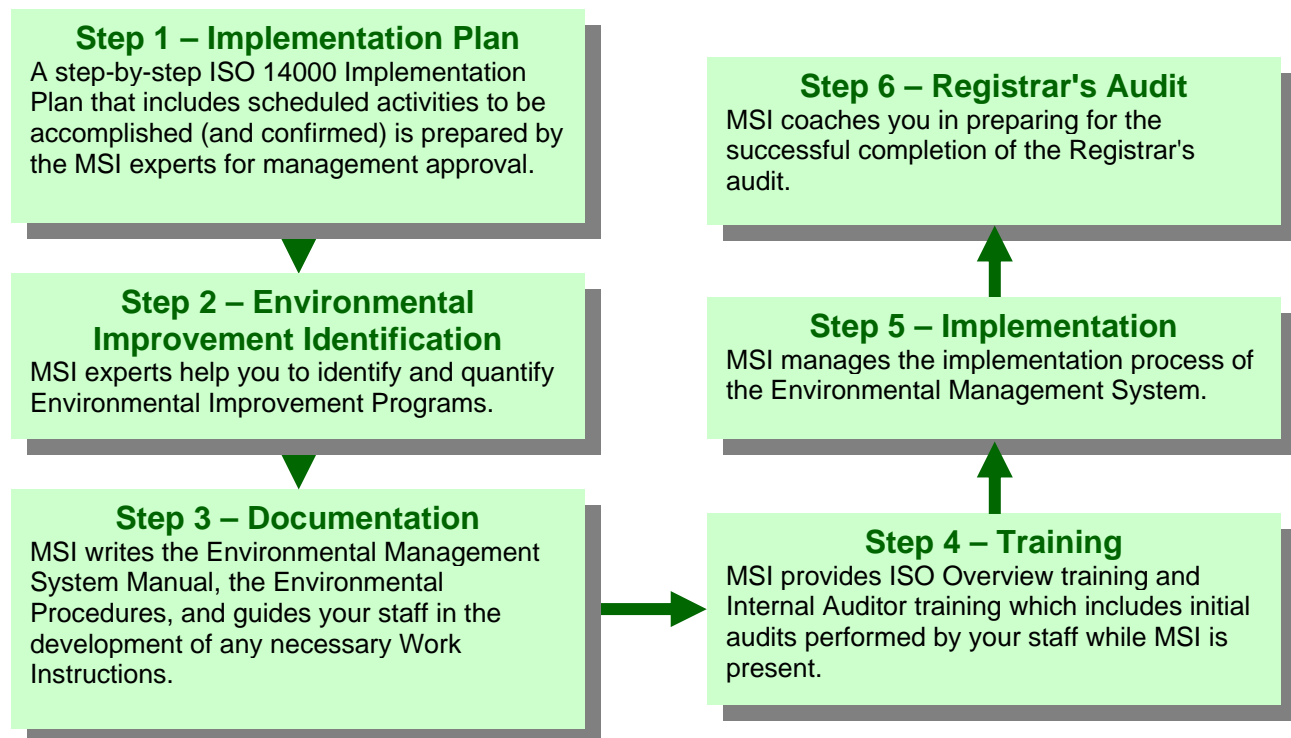 Step 1 – Implementation Plan
A step-by-step ISO 14000 Implementation
Plan that includes scheduled activities to be
accomplished (and confirmed) is prepared by
the MSI experts for management approval.
Step 2 – Environmental
Improvement Identification
MSI experts help you to identify and quantify
Environmental Improvement Programs.
Step 3 – Documentation
MSI writes the Environmental Management
System Manual, the Environmental
Procedures, and guides your staff in the
development of any necessary Work
Instructions.
Step 4 – Training
MSI provides ISO Overview training and
Internal Auditor training which includes initial
audits performed by your staff while MSI is
present.
Step 5 – Implementation
MSI manages the implementation process of
the Environmental Management System.
Step 6 – Registrar's Audit
MSI coaches you in preparing for the
successful completion of the Registrar's
audit.